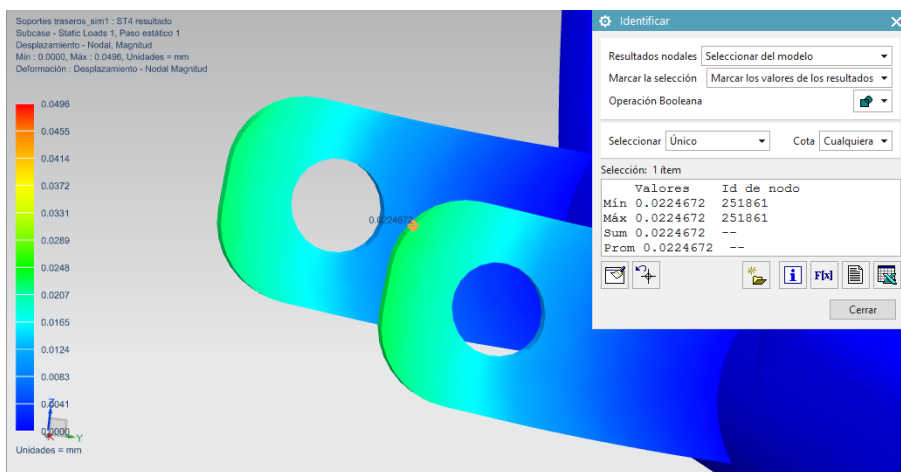 Soportes traseros_sim1 : ST4 resultado
Subcase - Static Loads 1, Paso estático 1
Desplazamiento - Nodal, Magnitud
Min : 0.0000, Máx : 0.0496, Unidades = mm
Deformación : Desplazamiento - Nodal Magnitud
0.0496
0.0455
0.0414
0.0372
0.0331
0.0289
0.0248
0.0207
0.0165
0.0124
0.0083
0.0041
0.0000
Z
Y
Unidades = mm
0.0224672
Identificar
Resultados nodales Seleccionar del modelo
Marcar la selección Marcar los valores de los resultados
Operación Booleana
Seleccionar Único Cota Cualquiera
Selección: 1 ítem
Valores Id de nodo
Mín 0.0224672 251861
Máx 0.0224672 251861
Sum 0.0224672 --
Prom 0.0224672 --
F[x]
Cerrar